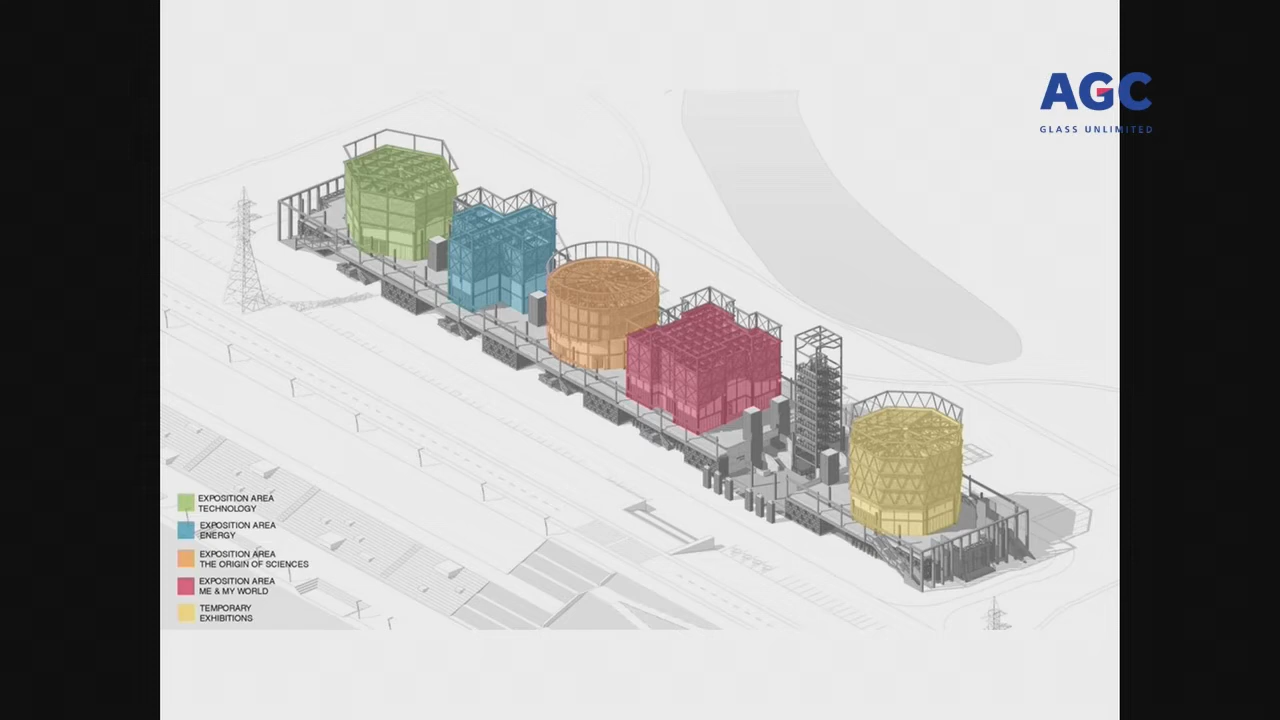 AGC
GLASS UNLIMITED
EXPOSITION AREA
TECHNOLOGY
EXPOSITION AREA
ENERGY
EXPOSITION AREA
THE ORIGIN OF SCIENCES
EXPOSITION AREA
ME & MY WORLD
TEMPORARY
EXHIBITIONS